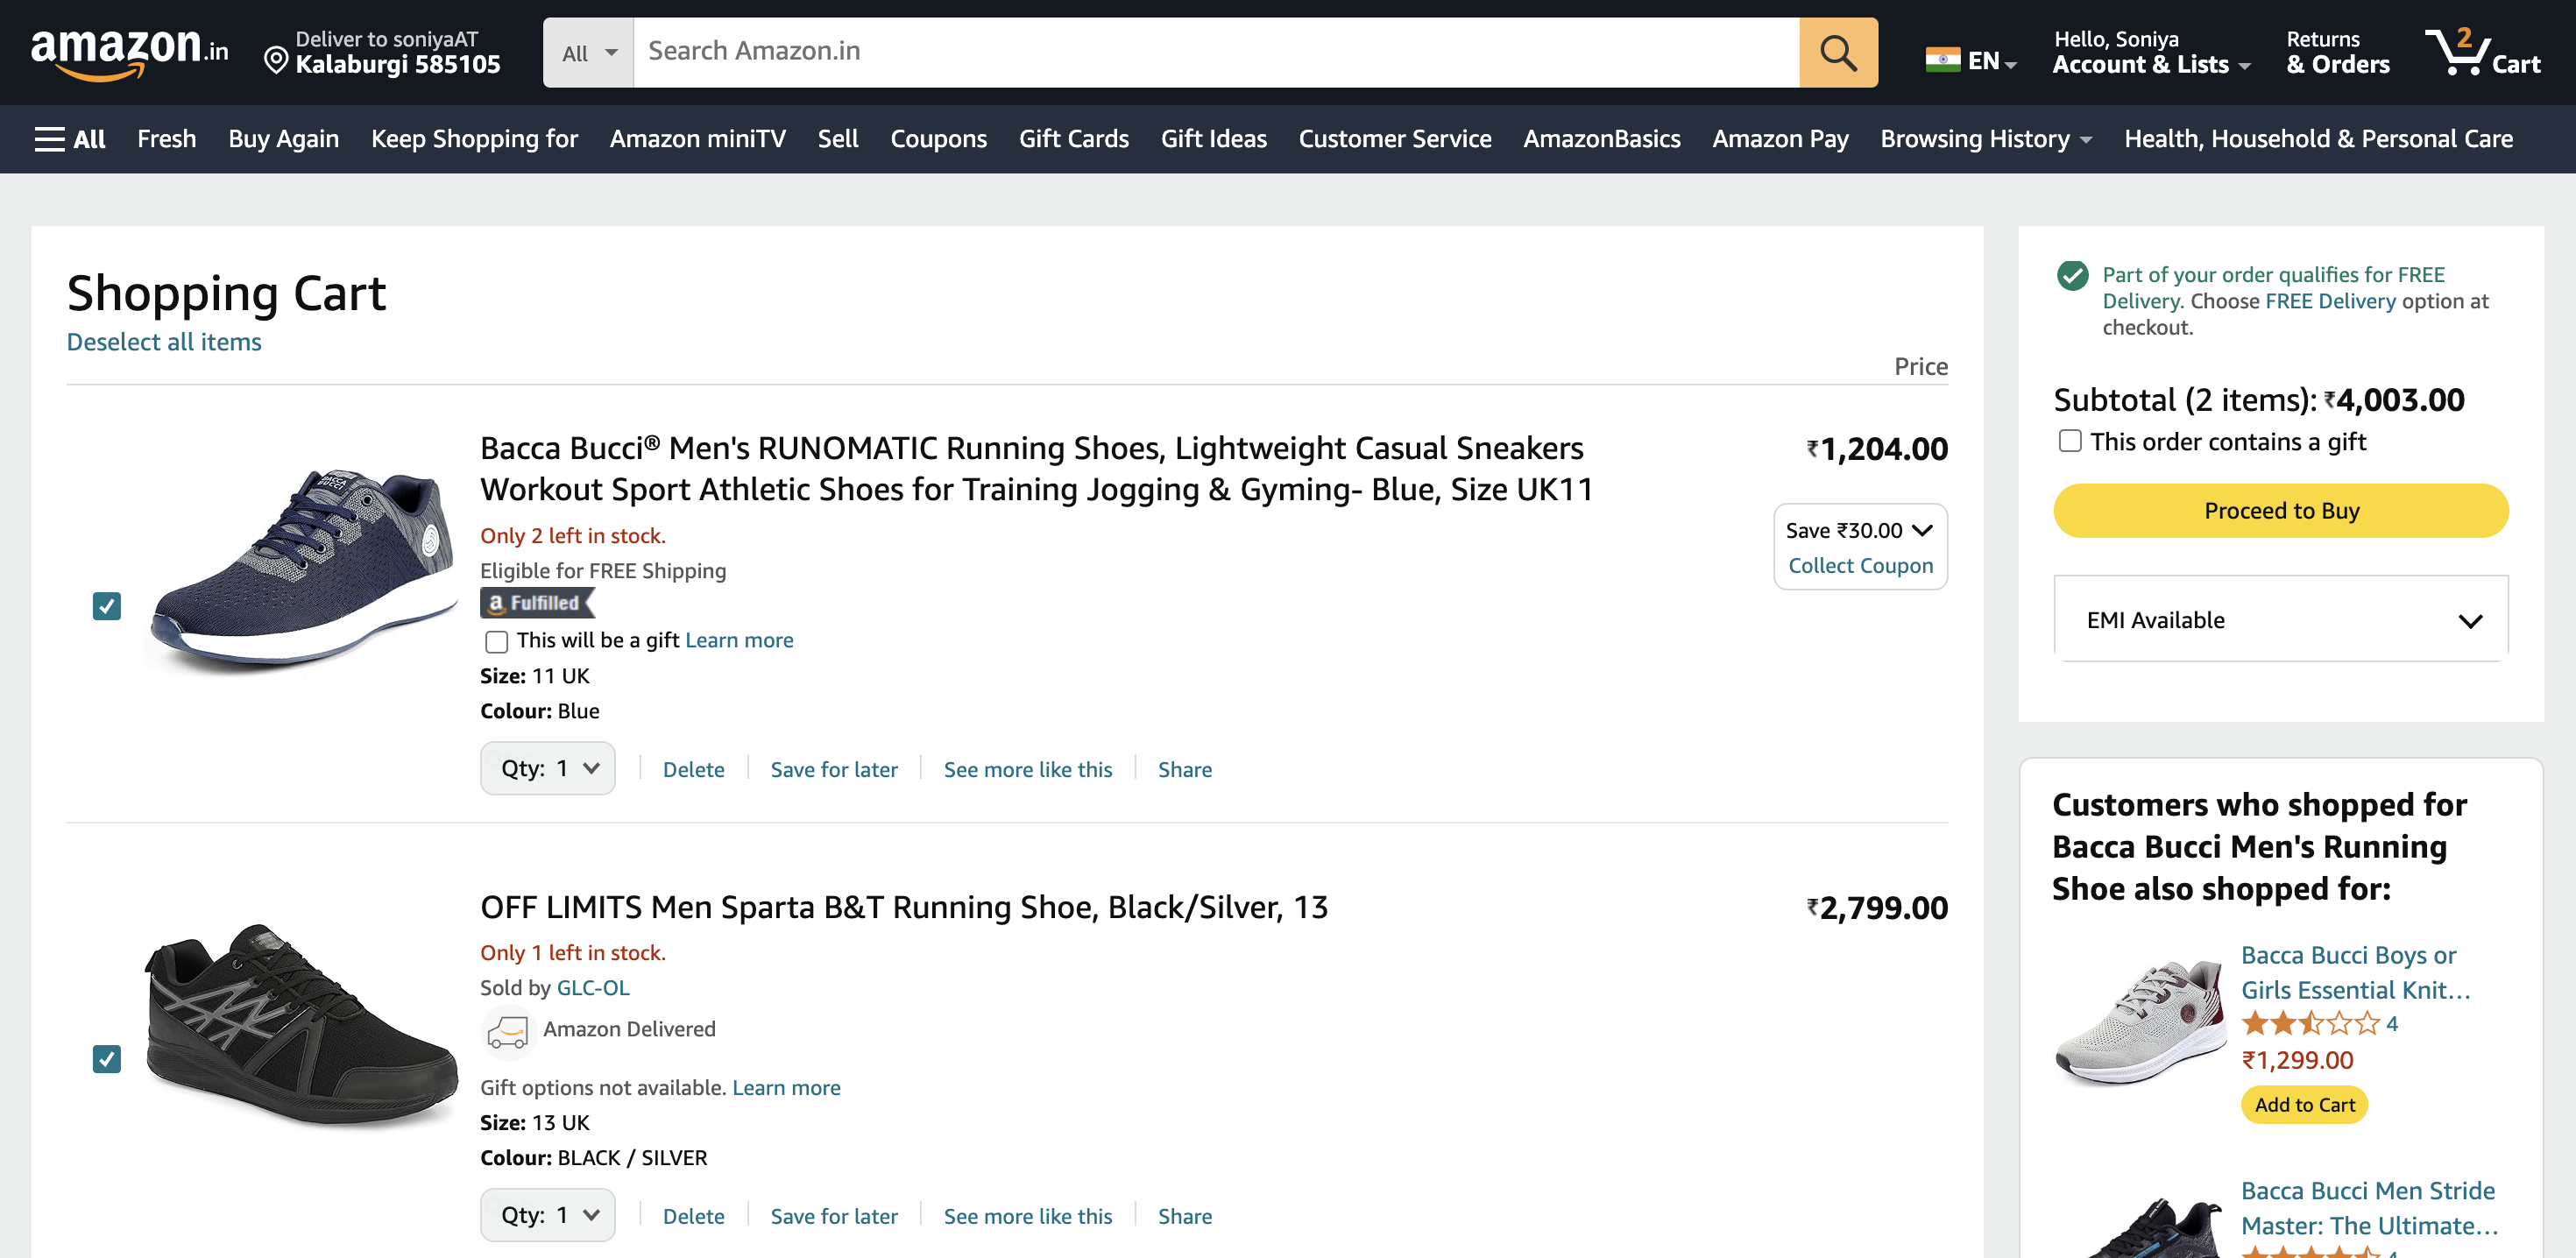 amazon.in
Deliver to soniyaAT
Kalaburgi 585105
All
Search Amazon.in
EN
Hello, Soniya
Account & Lists
Returns
& Orders
2
Cart
All Fresh Buy Again Keep Shopping for Amazon miniTV Sell Coupons Gift Cards Gift Ideas Customer Service AmazonBasics Amazon Pay Browsing History Health, Household & Personal Care
Shopping Cart
Deselect all items
Price
BACCA
BUCCI
Bacca Bucci® Men's RUNOMATIC Running Shoes, Lightweight Casual Sneakers
Workout Sport Athletic Shoes for Training Jogging & Gyming- Blue, Size UK11
₹1,204.00
Only 2 left in stock.
Save ₹30.00
Collect Coupon
Eligible for FREE Shipping
a Fulfilled
This will be a gift Learn more
Size: 11 UK
Colour: Blue
Qty: 1 Delete Save for later See more like this Share
OFF LIMITS Men Sparta B&T Running Shoe, Black/Silver, 13
₹2,799.00
Only 1 left in stock.
Sold by GLC-OL
Amazon Delivered
Gift options not available. Learn more
Size: 13 UK
Colour: BLACK / SILVER
Qty: 1 Delete Save for later See more like this Share
Part of your order qualifies for FREE
Delivery. Choose FREE Delivery option at
checkout.
Subtotal (2 items): ₹4,003.00
This order contains a gift
Proceed to Buy
EMI Available
Customers who shopped for
Bacca Bucci Men's Running
Shoe also shopped for:
Bacca Bucci Boys or
Girls Essential Knit…
4
₹1,299.00
Add to Cart
Bacca Bucci Men Stride
Master: The Ultimate…